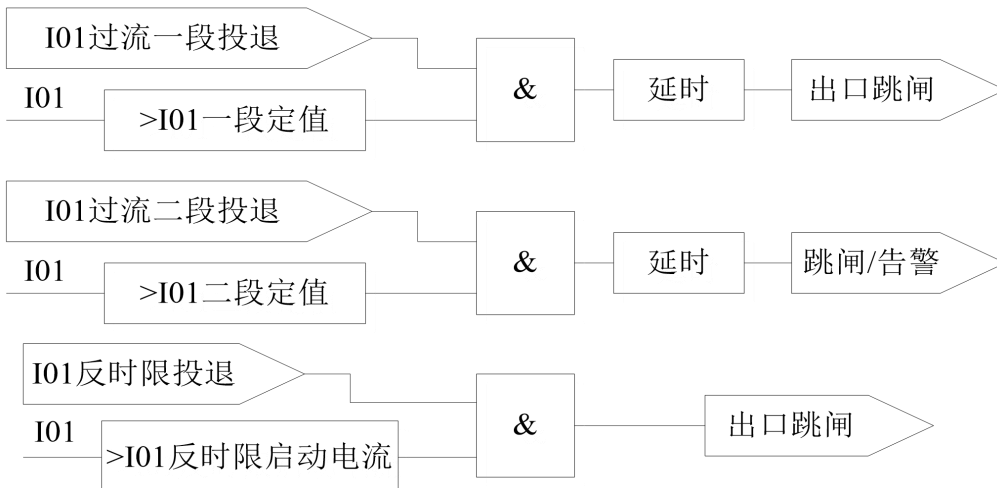 I01过流一段投退
I01
>I01一段定值
&
延时
出口跳闸
I01过流二段投退
I01
>I01二段定值
&
延时
跳闸/告警
I01反时限投退
I01
>I01反时限启动电流
&
出口跳闸